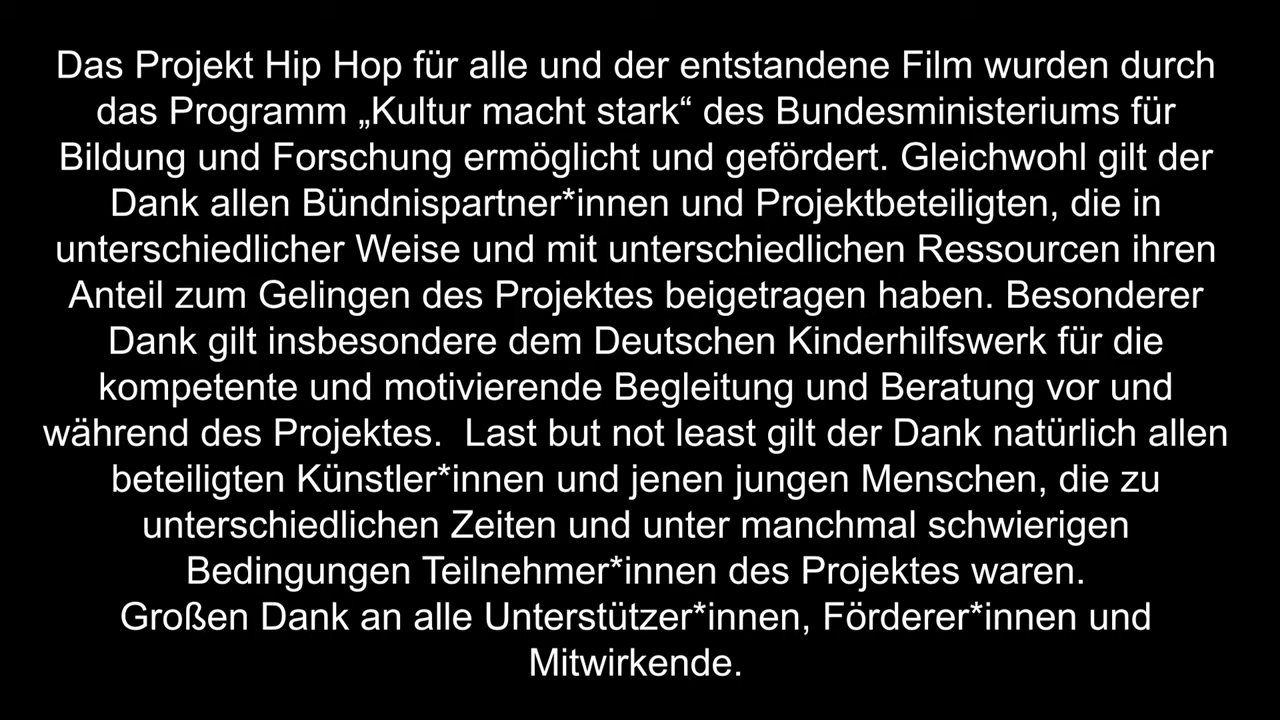 Das Projekt Hip Hop für alle und der entstandene Film wurden durch
das Programm „Kultur macht stark“ des Bundesministeriums für
Bildung und Forschung ermöglicht und gefördert. Gleichwohl gilt der
Dank allen Bündnispartner*innen und Projektbeteiligten, die in
unterschiedlicher Weise und mit unterschiedlichen Ressourcen ihren
Anteil zum Gelingen des Projektes beigetragen haben. Besonderer
Dank gilt insbesondere dem Deutschen Kinderhilfswerk für die
kompetente und motivierende Begleitung und Beratung vor und
während des Projektes.  Last but not least gilt der Dank natürlich allen
beteiligten Künstler*innen und jenen jungen Menschen, die zu
unterschiedlichen Zeiten und unter manchmal schwierigen
Bedingungen Teilnehmer*innen des Projektes waren.
Großen Dank an alle Unterstützer*innen, Förderer*innen und
Mitwirkende.